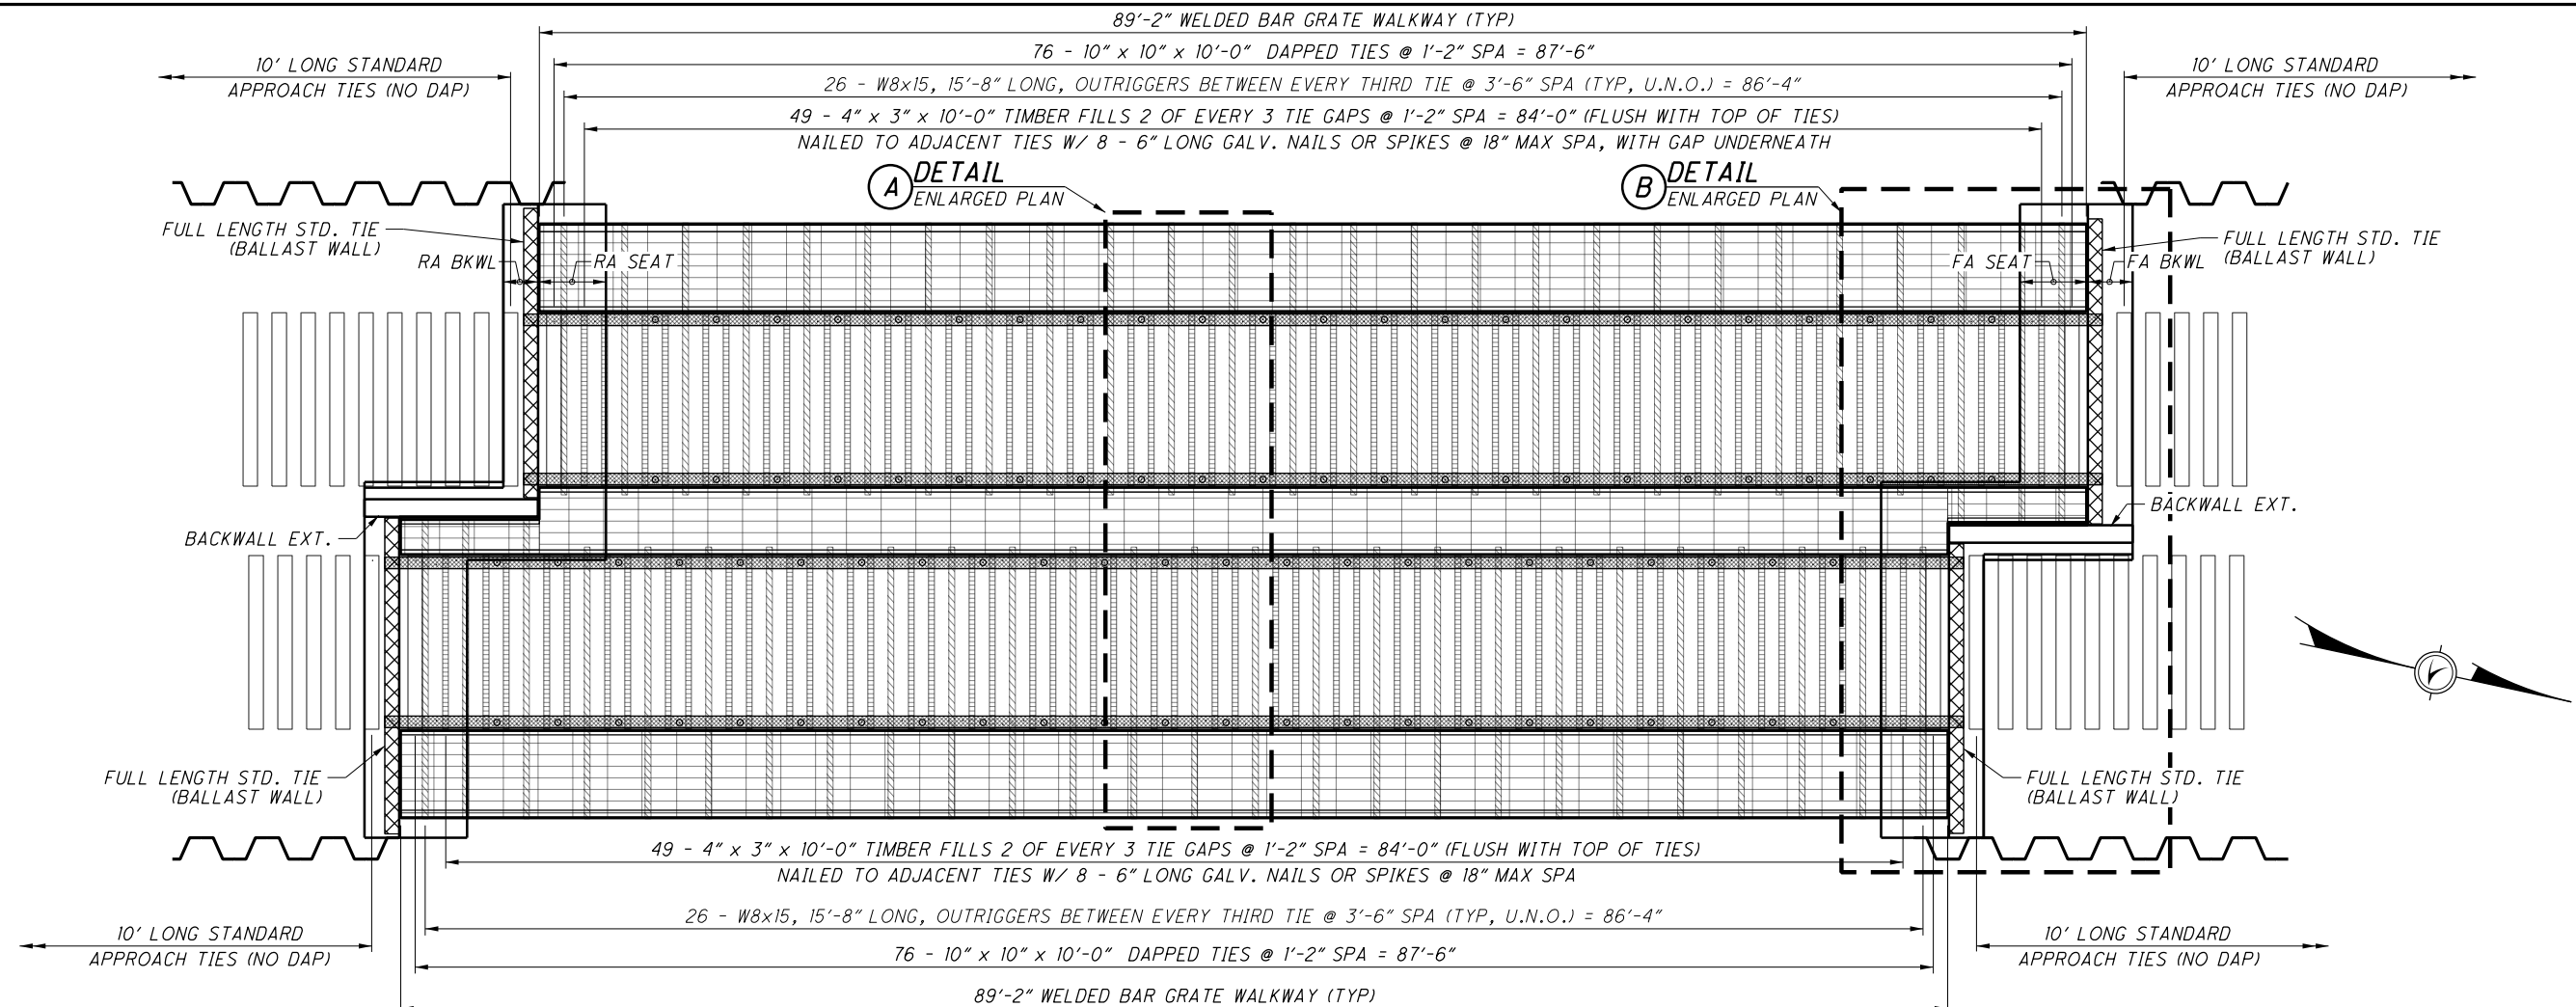 89'-2" WELDED BAR GRATE WALKWAY (TYP)
76 - 10" x 10" x 10'-0" DAPPED TIES @ 1'-2" SPA = 87'-6"
10' LONG STANDARD
APPROACH TIES (NO DAP)
26 - W8x15, 15'-8" LONG, OUTRIGGERS BETWEEN EVERY THIRD TIE @ 3'-6" SPA (TYP, U.N.O.) = 86'-4"
10' LONG STANDARD
APPROACH TIES (NO DAP)
49 - 4" x 3" x 10'-0" TIMBER FILLS 2 OF EVERY 3 TIE GAPS @ 1'-2" SPA = 84'-0" (FLUSH WITH TOP OF TIES)
NAILED TO ADJACENT TIES W/ 8 - 6" LONG GALV. NAILS OR SPIKES @ 18" MAX SPA, WITH GAP UNDERNEATH
A DETAIL
ENLARGED PLAN
B DETAIL
ENLARGED PLAN
FULL LENGTH STD. TIE
(BALLAST WALL)
RA BKWL
RA SEAT
FA SEAT
FA BKWL
FULL LENGTH STD. TIE
(BALLAST WALL)
BACKWALL EXT.
BACKWALL EXT.
FULL LENGTH STD. TIE
(BALLAST WALL)
FULL LENGTH STD. TIE
(BALLAST WALL)
49 - 4" x 3" x 10'-0" TIMBER FILLS 2 OF EVERY 3 TIE GAPS @ 1'-2" SPA = 84'-0" (FLUSH WITH TOP OF TIES)
NAILED TO ADJACENT TIES W/ 8 - 6" LONG GALV. NAILS OR SPIKES @ 18" MAX SPA
26 - W8x15, 15'-8" LONG, OUTRIGGERS BETWEEN EVERY THIRD TIE @ 3'-6" SPA (TYP, U.N.O.) = 86'-4"
10' LONG STANDARD
APPROACH TIES (NO DAP)
76 - 10" x 10" x 10'-0" DAPPED TIES @ 1'-2" SPA = 87'-6"
10' LONG STANDARD
APPROACH TIES (NO DAP)
89'-2" WELDED BAR GRATE WALKWAY (TYP)